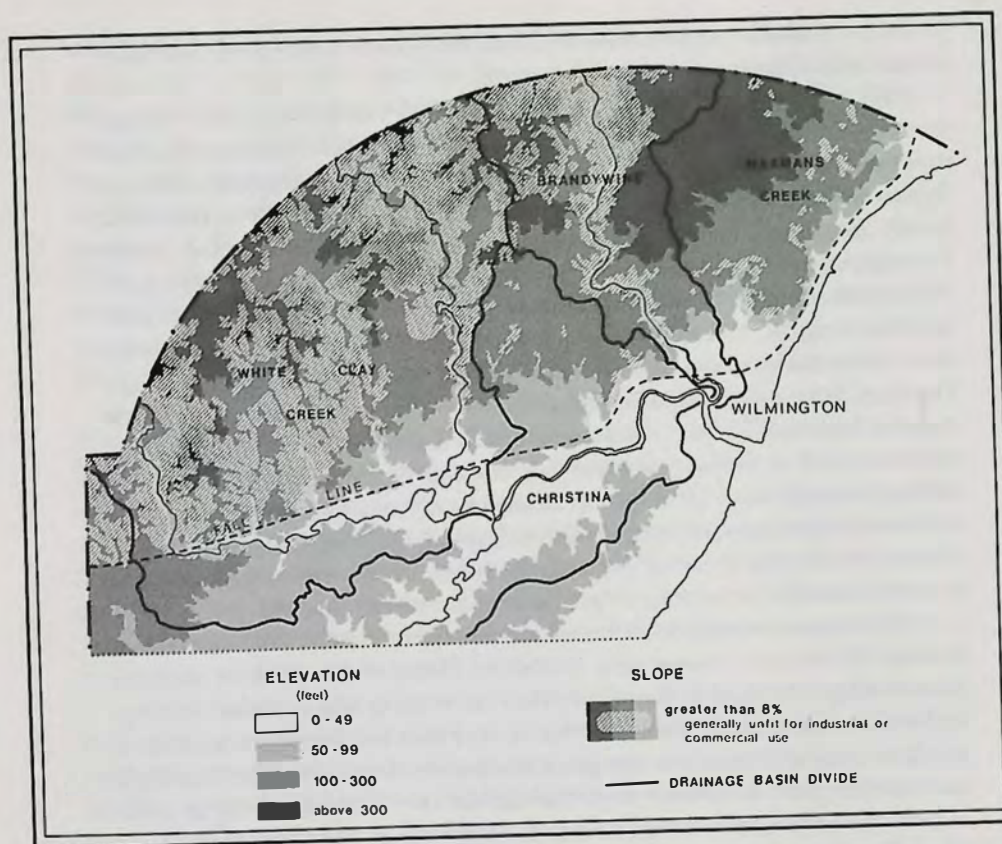 NAAMANS
BRANDYWINE
CREEK
WHITE CLAY
CREEK
WILMINGTON
FALL LINE
CHRISTINA
ELEVATION
(feet)
0-49
50-99
100-300
above 300
SLOPE
greater than 8%
generally unfit for industrial or
commercial use
DRAINAGE BASIN DIVIDE